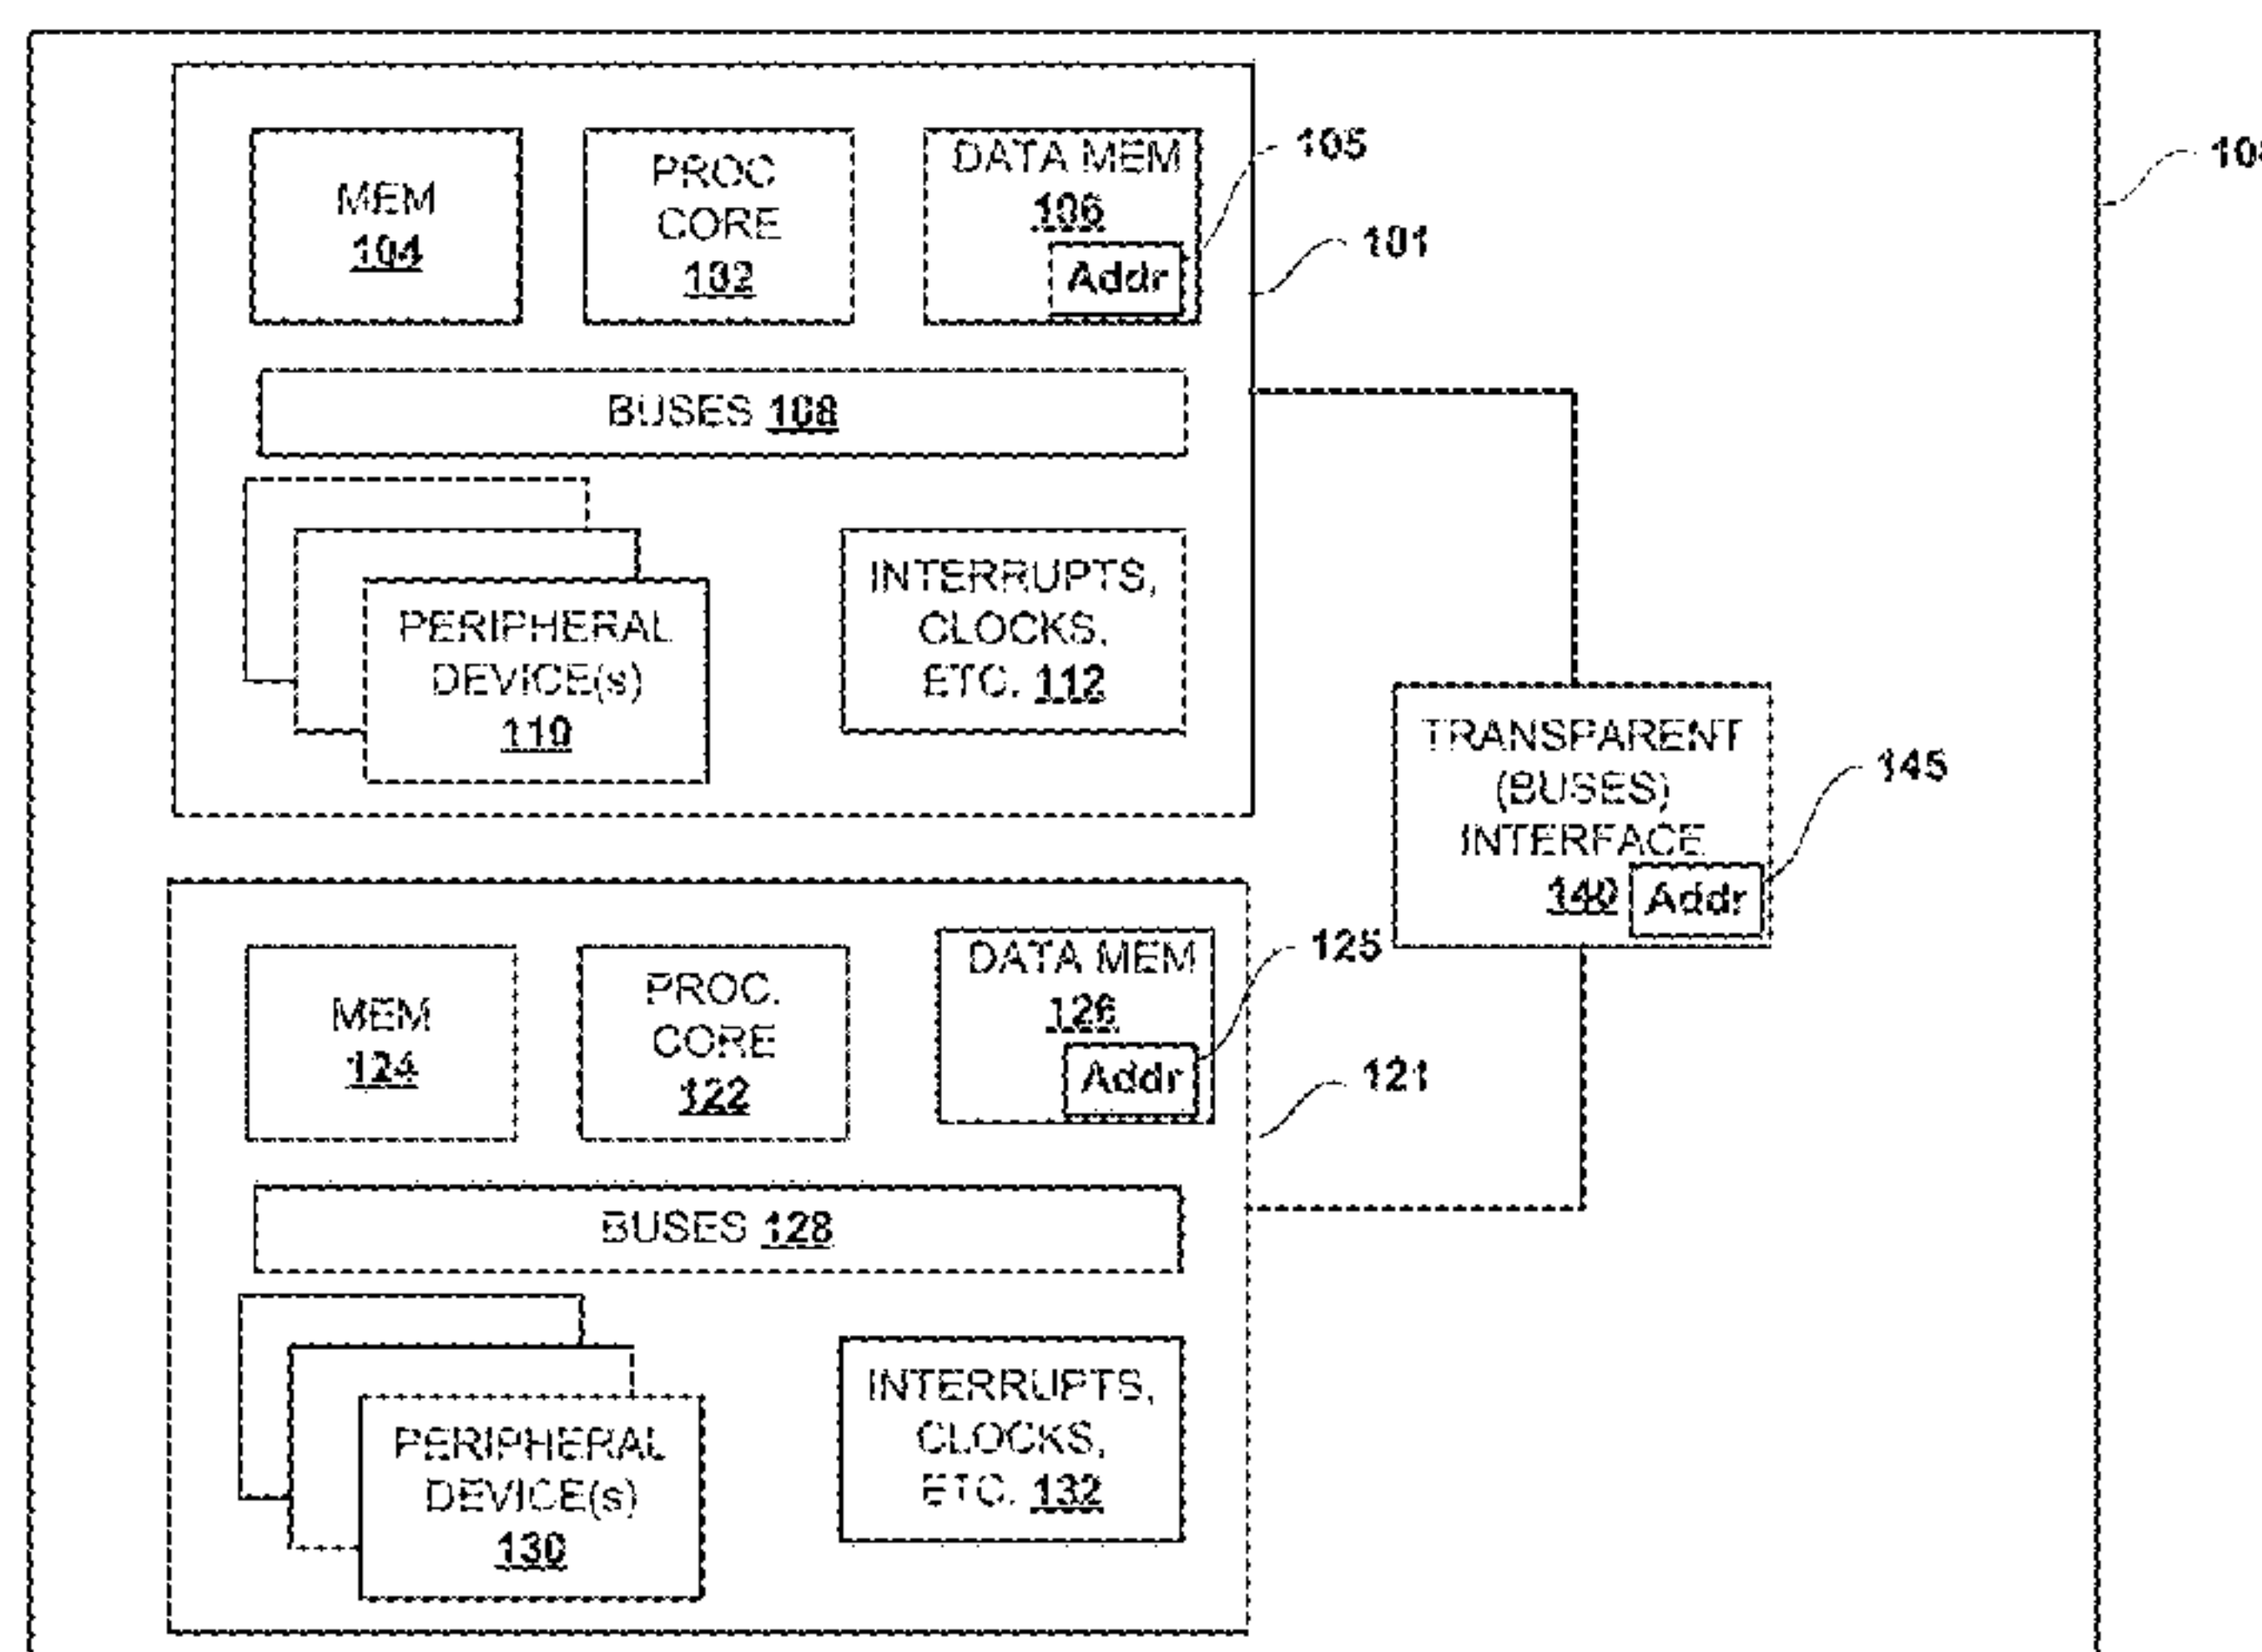 MEM
104
PROC
CORE
102
DATA MEM
106
Addr
105
101
BUSES 108
PERIPHERAL
DEVICE(s)
110
INTERRUPTS,
CLOCKS,
ETC. 112
TRANSPARENT
(BUSES)
INTERFACE
140
Addr
145
MEM
124
PROC.
CORE
122
DATA MEM
126
Addr
125
121
BUSES 128
PERIPHERAL
DEVICE(s)
130
INTERRUPTS,
CLOCKS,
ETC. 132